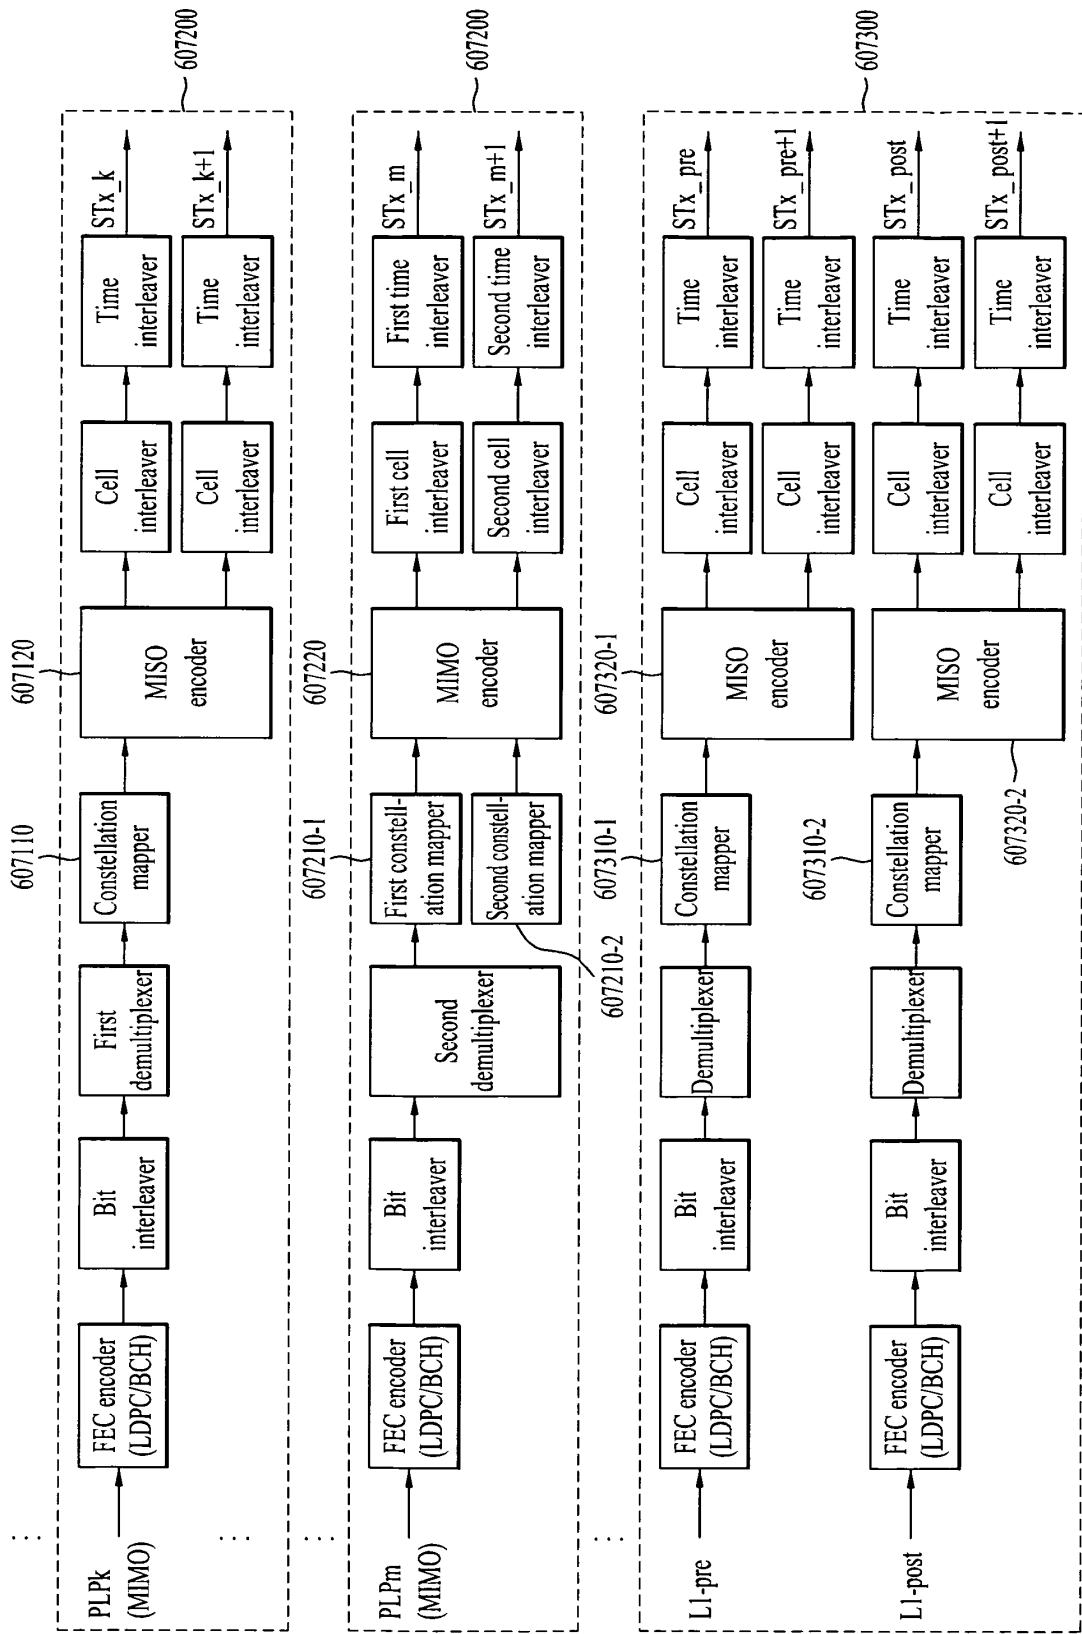 607200
607110
607120
PLPk
(MIMO)
FEC encoder
(LDPC/BCH)
Bit
interleaver
First
demultiplexer
Constellation
mapper
MISO
encoder
Cell
interleaver
Time
interleaver
STx_k
Cell
interleaver
Time
interleaver
STx_k+1
607200
607210-1
607220
PLPm
(MIMO)
FEC encoder
(LDPC/BCH)
Bit
interleaver
Second
demultiplexer
First constell-
ation mapper
Second constell-
ation mapper
607210-2
MIMO
encoder
First cell
interleaver
First time
interleaver
STx_m
Second cell
interleaver
Second time
interleaver
STx_m+1
607300
607310-1
607320-1
L1-pre
FEC encoder
(LDPC/BCH)
Bit
interleaver
Demultiplexer
Constellation
mapper
MISO
encoder
Cell
interleaver
Time
interleaver
STx_pre
Cell
interleaver
Time
interleaver
STx_pre+1
607310-2
L1-post
FEC encoder
(LDPC/BCH)
Bit
interleaver
Demultiplexer
Constellation
mapper
MISO
encoder
607320-2
Cell
interleaver
Time
interleaver
STx_post
Cell
interleaver
Time
interleaver
STx_post+1